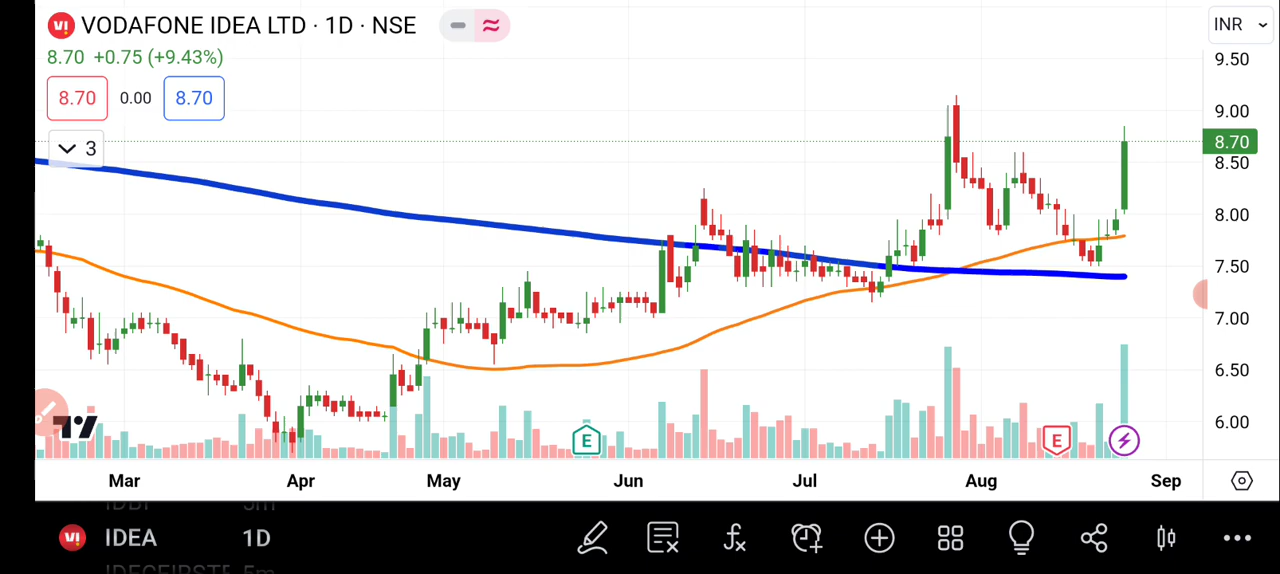 VODAFONE IDEA LTD · 1D · NSE
INR
8.70 +0.75 (+9.43%)
8.70 0.00 8.70
3
9.50
9.00
8.70
8.50
8.00
7.50
7.00
6.50
6.00
E E
Mar Apr May Jun Jul Aug Sep
IDBI 5m
IDEA 1D